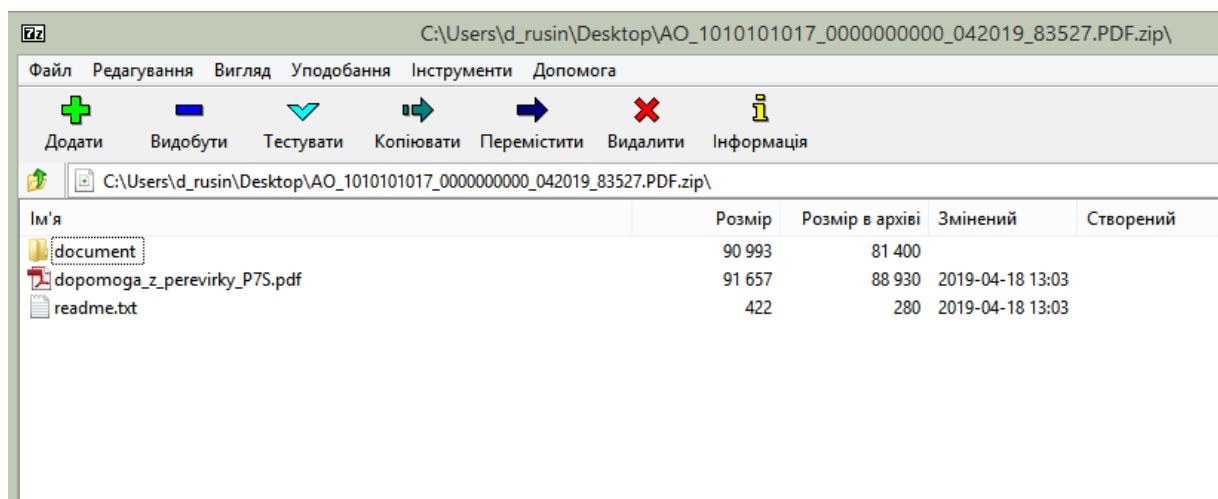 C:\Users\d_rusin\Desktop\AO_1010101017_0000000000_042019_83527.PDF.zip\
Файл Редагування Вигляд Уподобання Інструменти Допомога
Додати Видобути Тестувати Копіювати Перемістити Видалити Інформація
C:\Users\d_rusin\Desktop\AO_1010101017_0000000000_042019_83527.PDF.zip\
Ім'я Розмір Розмір в архіві Змінений Створений
document 90 993 81 400
dopomoga_z_perevirky_P7S.pdf 91 657 88 930 2019-04-18 13:03
readme.txt 422 280 2019-04-18 13:03